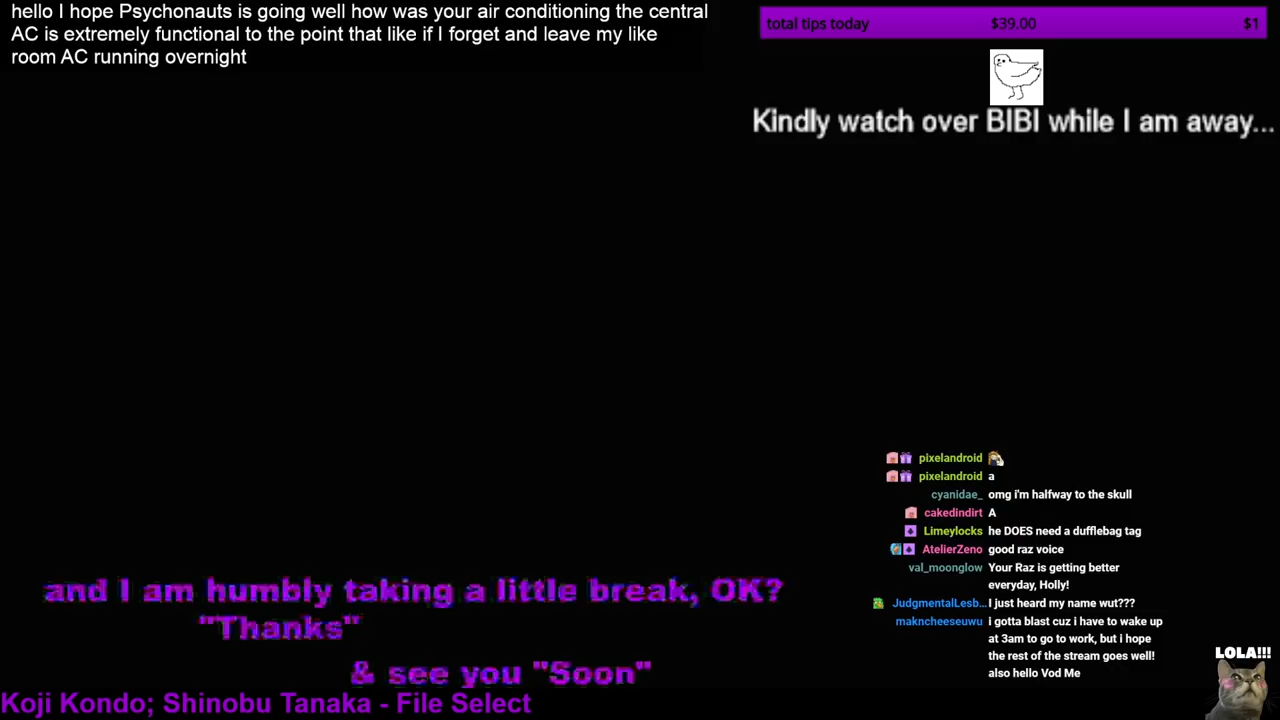 hello I hope Psychonauts is going well how was your air conditioning the central
AC is extremely functional to the point that like if I forget and leave my like
room AC running overnight
total tips today $39.00 $1
Kindly watch over BIBI while I am away...
pixelandroid
pixelandroid a
cyanidae_ omg i'm halfway to the skull
cakedindirt A
Limeylocks he DOES need a dufflebag tag
AtelierZeno good raz voice
val_moonglow Your Raz is getting better
everyday, Holly!
JudgmentalLesb... I just heard my name wut???
makncheeseuwu i gotta blast cuz i have to wake up
at 3am to go to work, but i hope
the rest of the stream goes well!
also hello Vod Me
and I am humbly taking a little break, OK?
"Thanks"
& see you "Soon"
LOLA!!!
Koji Kondo; Shinobu Tanaka - File Select